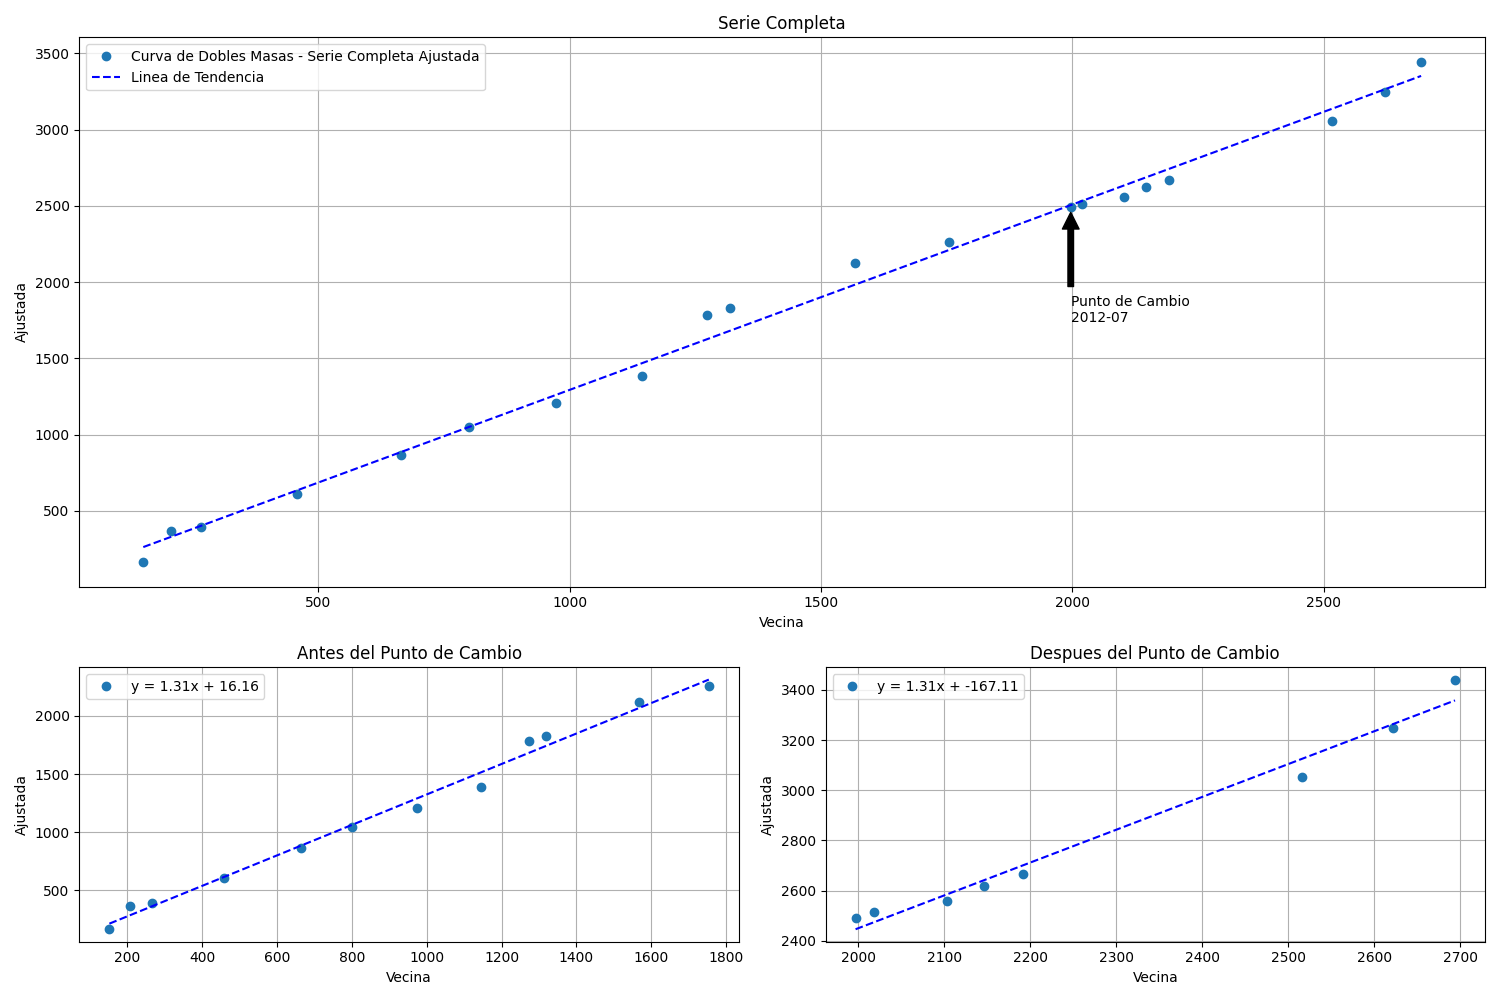 Serie Completa
Curva de Dobles Masas - Serie Completa Ajustada
Linea de Tendencia
3500
3000
2500
2000
1500
1000
500
Ajustada
Punto de Cambio
2012-07
500 1000 1500 2000 2500
Vecina
Antes del Punto de Cambio
y = 1.31x + 16.16
2000
1500
1000
500
Ajustada
200 400 600 800 1000 1200 1400 1600 1800
Vecina
Despues del Punto de Cambio
y = 1.31x + -167.11
3400
3200
3000
2800
2600
2400
Ajustada
2000 2100 2200 2300 2400 2500 2600 2700
Vecina